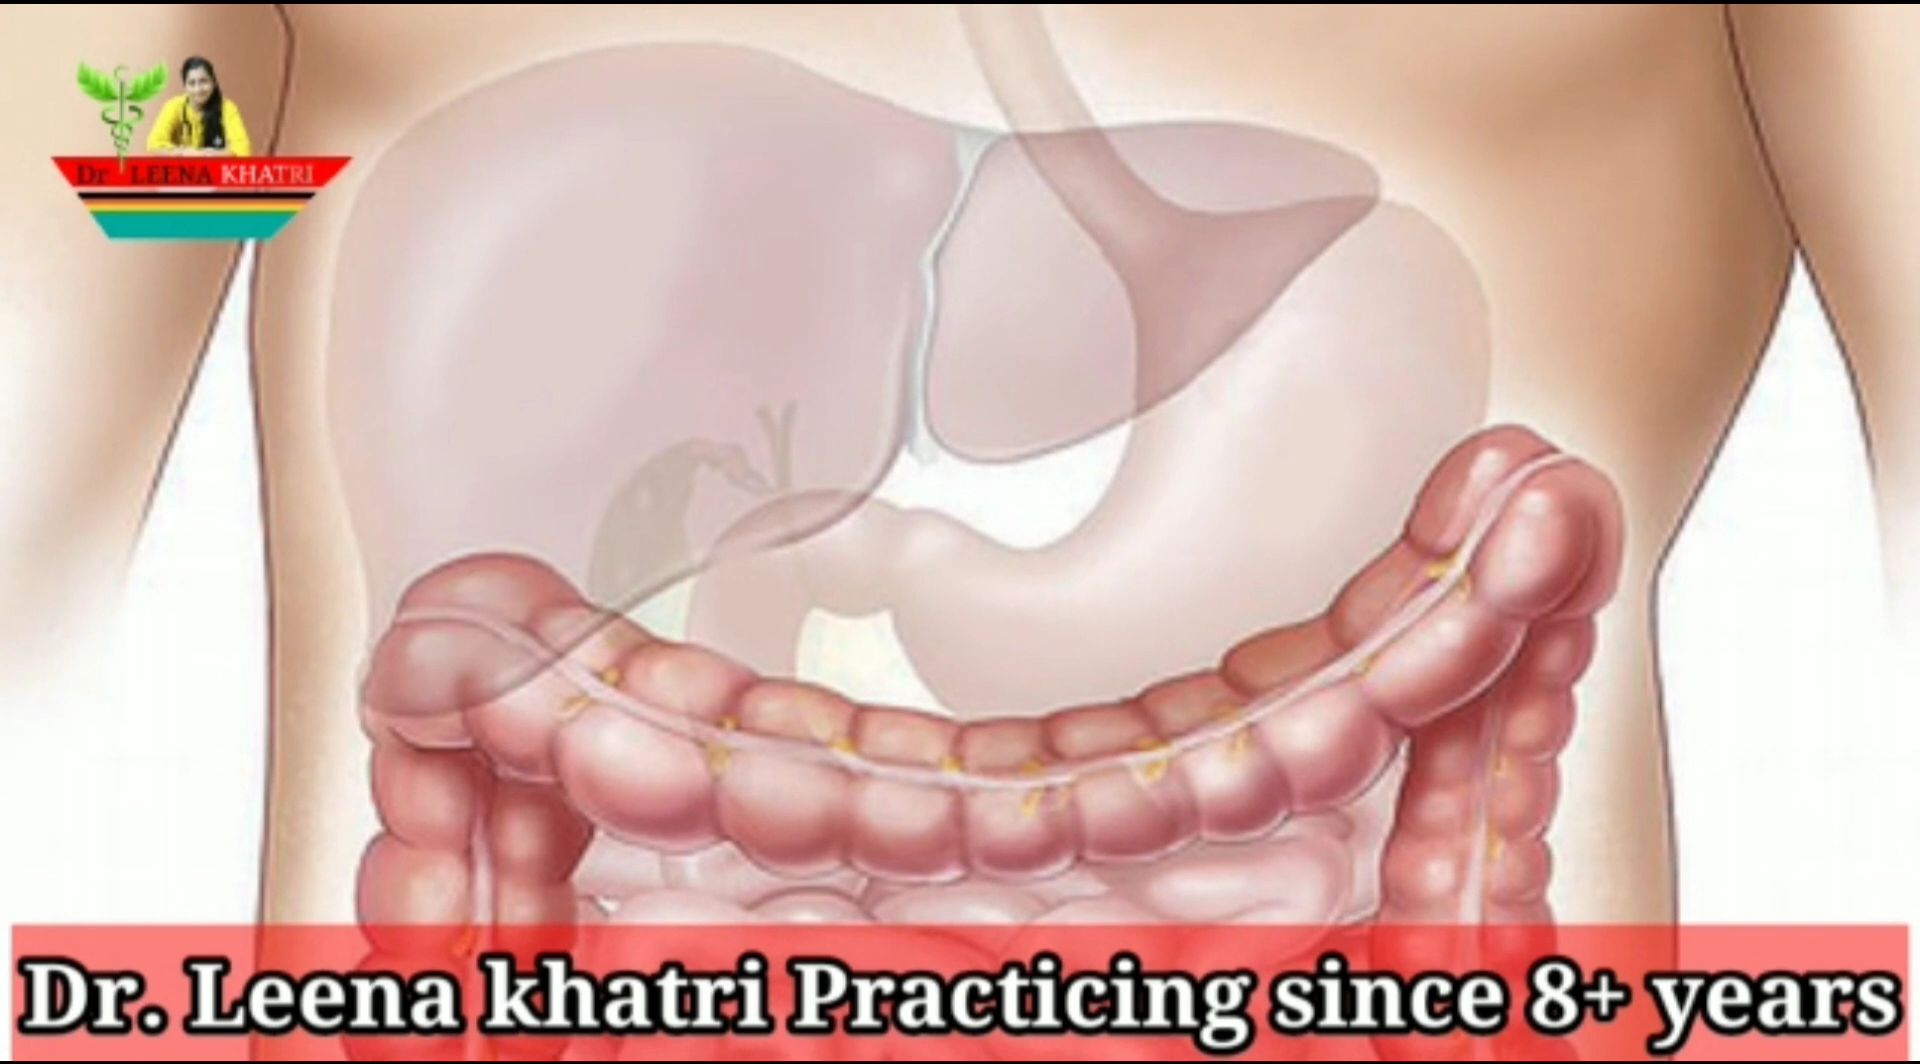 Dr LEENA KHATRI
Dr. Leena khatri Practicing since 8+ years